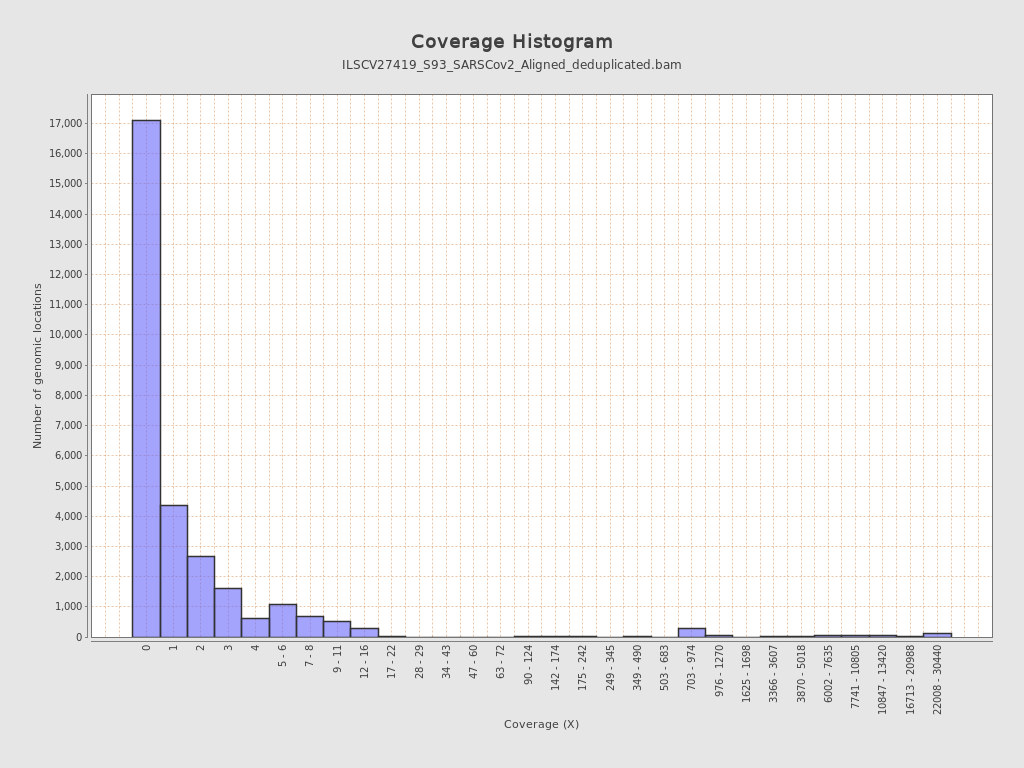 Coverage Histogram
ILSCV27419_S93_SARSCov2_Aligned_deduplicated.bam
Number of genomic locations
17,000
16,000
15,000
14,000
13,000
12,000
11,000
10,000
9,000
8,000
7,000
6,000
5,000
4,000
3,000
2,000
1,000
0
0
1
2
3
4
5 - 6
7 - 8
9 - 11
12 - 16
17 - 22
28 - 29
34 - 43
47 - 60
63 - 72
90 - 124
142 - 174
175 - 242
249 - 345
349 - 490
503 - 683
703 - 974
976 - 1270
1625 - 1698
3366 - 3607
3870 - 5018
6002 - 7635
7741 - 10805
10847 - 13420
16713 - 20988
22008 - 30440
Coverage (X)